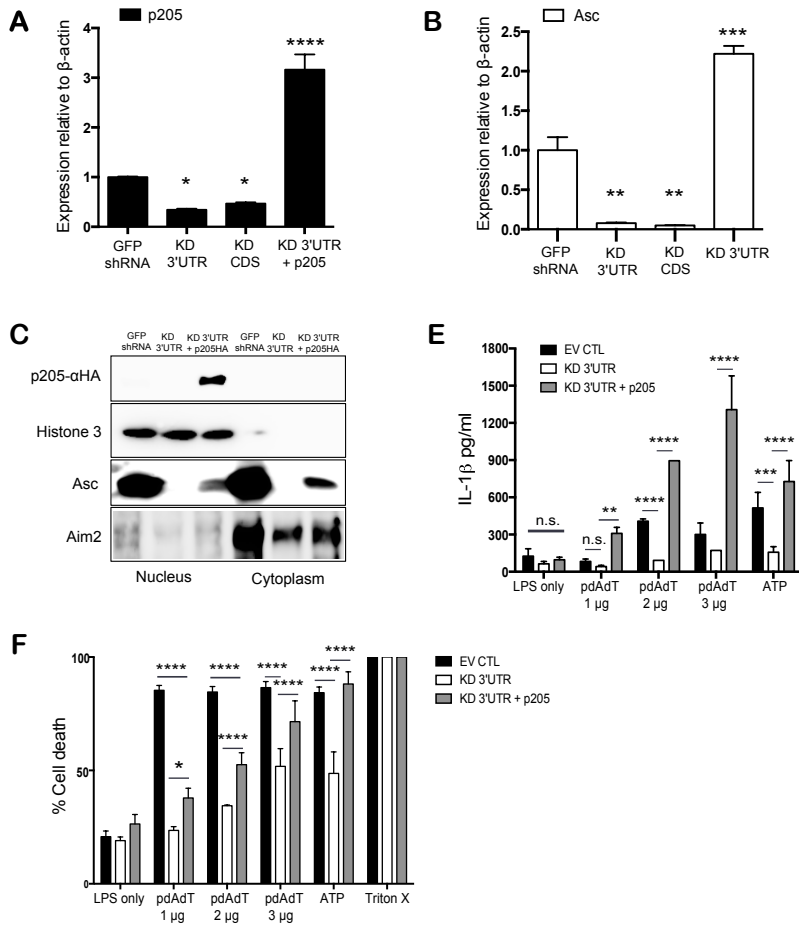 A
p205
Expression relative to β-actin
4
3
2
1
0
****
*
*
GFP shRNA
KD 3'UTR
KD CDS
KD 3'UTR + p205
B
Asc
Expression relative to β-actin
2.5
2.0
1.5
1.0
0.5
0.0
***
**
**
GFP shRNA
KD 3'UTR
KD CDS
KD 3'UTR
C
GFP shRNA
KD 3'UTR
KD 3'UTR + p205HA
GFP shRNA
KD 3'UTR
KD 3'UTR + p205HA
p205-αHA
Histone 3
Asc
Aim2
Nucleus
Cytoplasm
E
EV CTL
KD 3'UTR
KD 3'UTR + p205
IL-1β pg/ml
1800
1500
1200
900
600
300
0
n.s.
n.s.
**
****
****
****
***
****
LPS only
pdAdT 1 µg
pdAdT 2 µg
pdAdT 3 µg
ATP
F
EV CTL
KD 3'UTR
KD 3'UTR + p205
% Cell death
100
50
0
****
*
****
****
****
****
****
****
LPS only
pdAdT 1 µg
pdAdT 2 µg
pdAdT 3 µg
ATP
Triton X